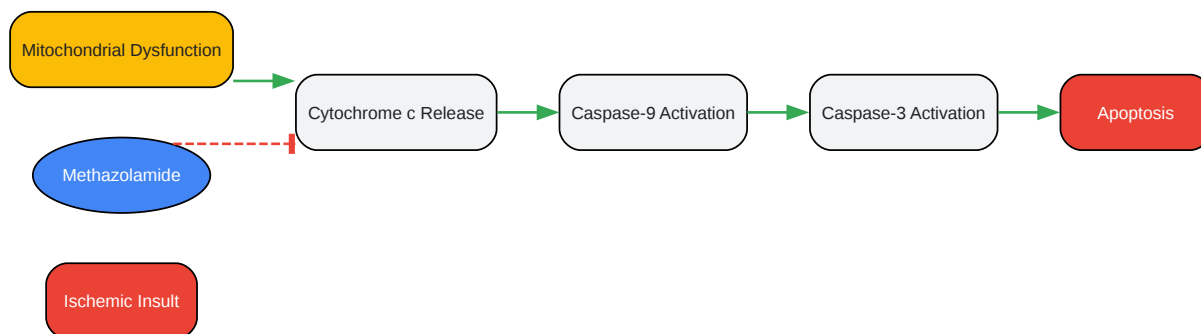 Mitochondrial Dysfunction
Cytochrome c Release
Caspase-9 Activation
Caspase-3 Activation
Apoptosis
Methazolamide
Ischemic Insult